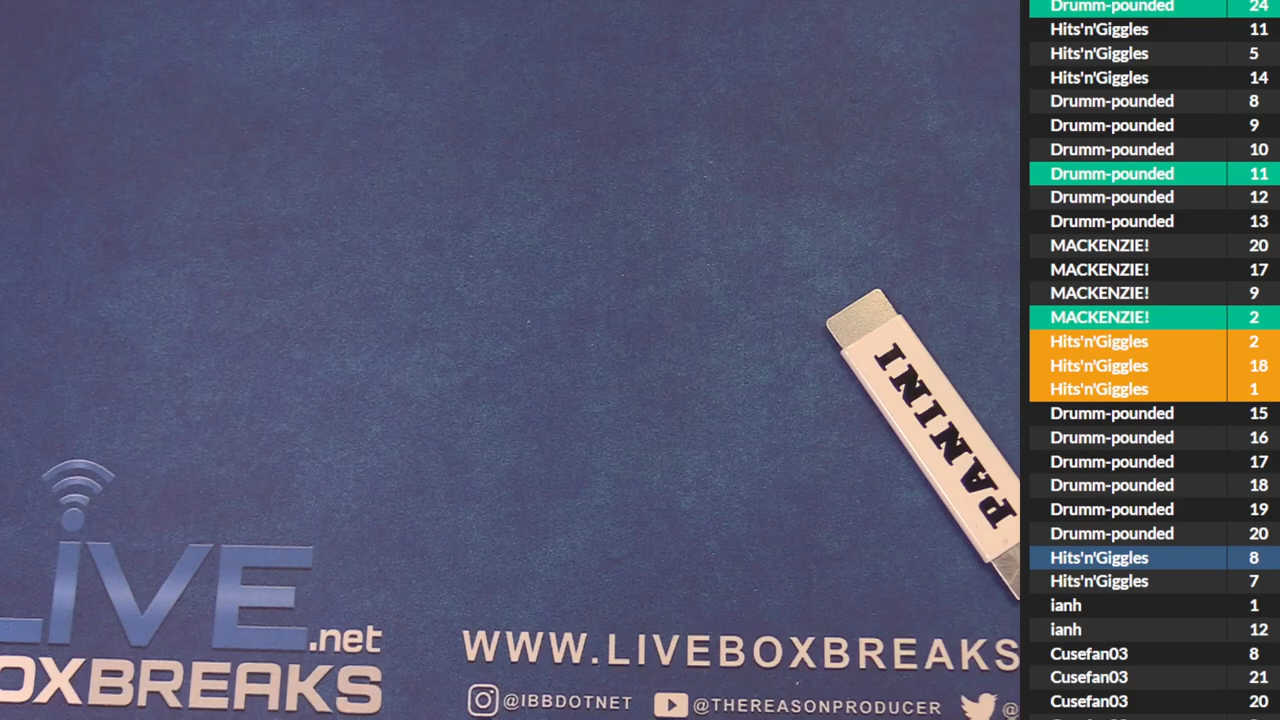 Drumm-pounded 24
Hits'n'Giggles 11
Hits'n'Giggles 5
Hits'n'Giggles 14
Drumm-pounded 8
Drumm-pounded 9
Drumm-pounded 10
Drumm-pounded 11
Drumm-pounded 12
Drumm-pounded 13
MACKENZIE! 20
MACKENZIE! 17
MACKENZIE! 9
MACKENZIE! 2
Hits'n'Giggles 2
Hits'n'Giggles 18
Hits'n'Giggles 1
Drumm-pounded 15
Drumm-pounded 16
Drumm-pounded 17
Drumm-pounded 18
Drumm-pounded 19
Drumm-pounded 20
Hits'n'Giggles 8
Hits'n'Giggles 7
ianh 1
ianh 12
Cusefan03 8
Cusefan03 21
Cusefan03 20
PANINI
LIVE.net
OXBREAKS
WWW.LIVEBOXBREAKS
@IBBDOTNET @THEREASONPRODUCER @